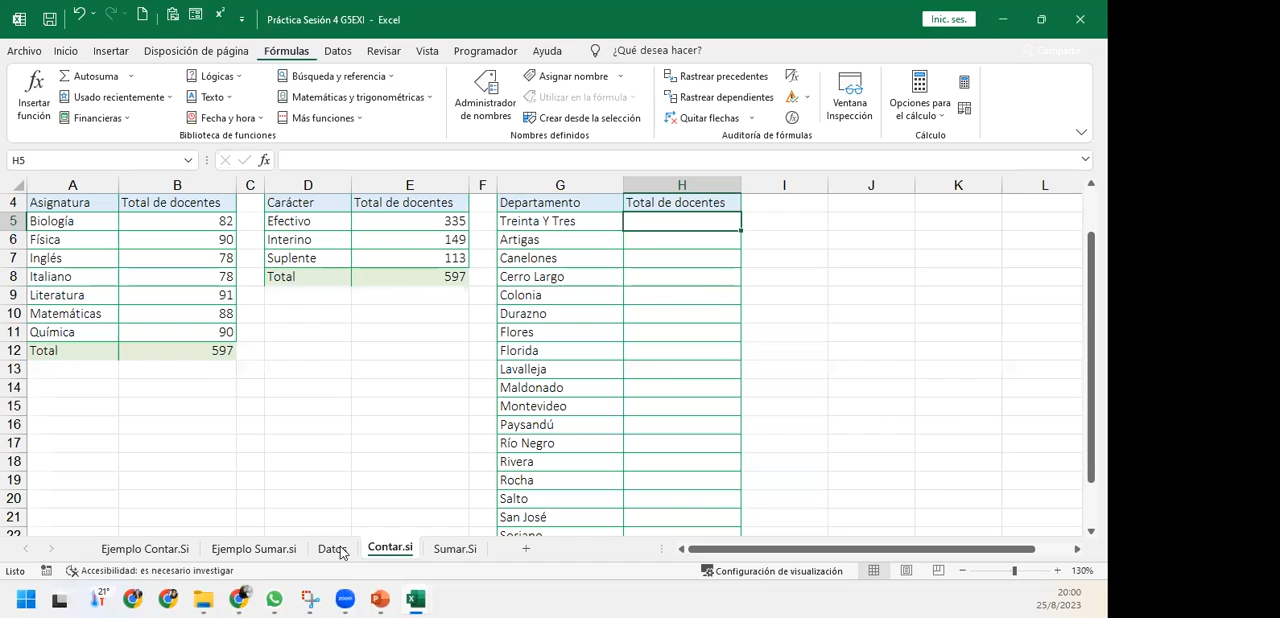 Práctica Sesión 4 G5EXI - Excel
Inic. ses.
Archivo Inicio Insertar Disposición de página Fórmulas Datos Revisar Vista Programador Ayuda ¿Qué desea hacer? Compartir
Insertar función
Autosuma
Usado recientemente
Financieras
Lógicas
Texto
Fecha y hora
Búsqueda y referencia
Matemáticas y trigonométricas
Más funciones
Biblioteca de funciones
Administrador de nombres
Asignar nombre
Utilizar en la fórmula
Crear desde la selección
Nombres definidos
Rastrear precedentes
Rastrear dependientes
Quitar flechas
Auditoría de fórmulas
Ventana Inspección
Opciones para el cálculo
Cálculo
H5
fx
A B C D E F G H I J K L
4 Asignatura Total de docentes Carácter Total de docentes Departamento Total de docentes
5 Biología 82 Efectivo 335 Treinta Y Tres
6 Física 90 Interino 149 Artigas
7 Inglés 78 Suplente 113 Canelones
8 Italiano 78 Total 597 Cerro Largo
9 Literatura 91 Colonia
10 Matemáticas 88 Durazno
11 Química 90 Flores
12 Total 597 Florida
13 Lavalleja
14 Maldonado
15 Montevideo
16 Paysandú
17 Río Negro
18 Rivera
19 Rocha
20 Salto
21 San José
22 Soriano
Ejemplo Contar.Si Ejemplo Sumar.si Datos Contar.si Sumar.Si
Listo Accesibilidad: es necesario investigar Configuración de visualización 130%
21°
zoom
20:00
25/8/2023